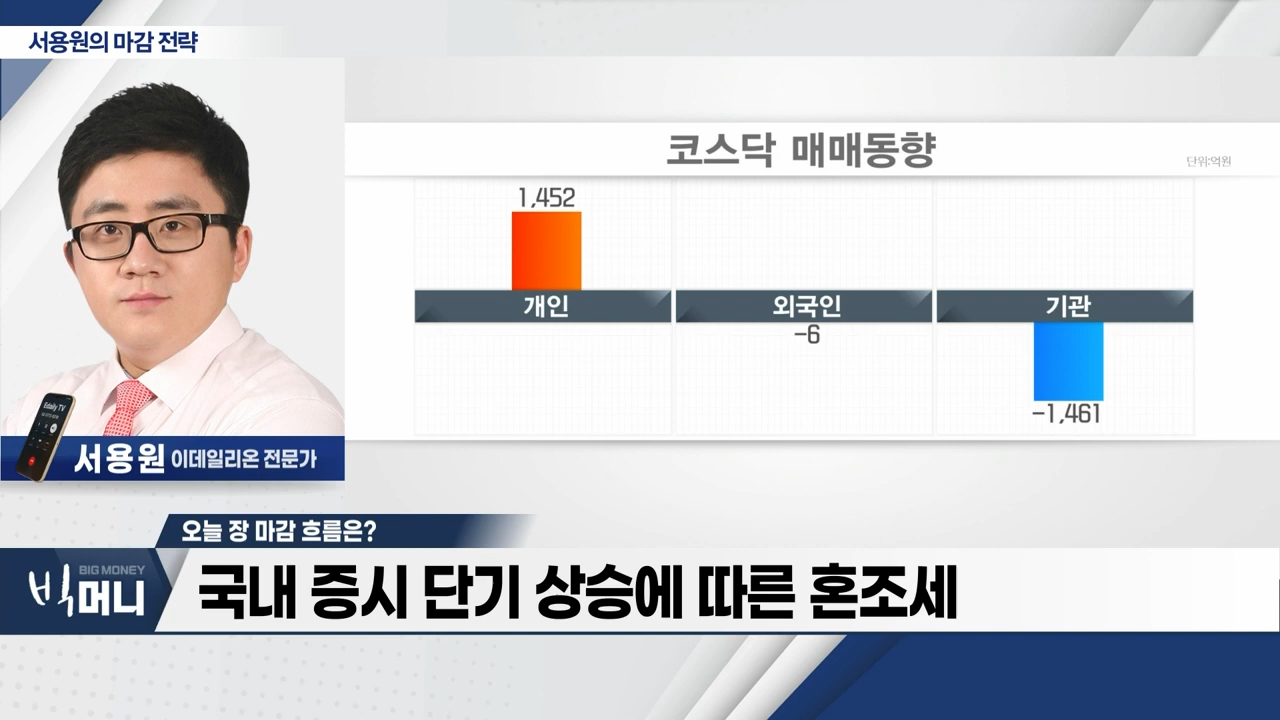 서용원의 마감 전략
코스닥 매매동향
단위:억원
1,452
개인
외국인
기관
-6
-1,461
Edaily TV
서용원 이데일리온 전문가
오늘 장 마감 흐름은?
BIG MONEY
빅머니
국내 증시 단기 상승에 따른 혼조세